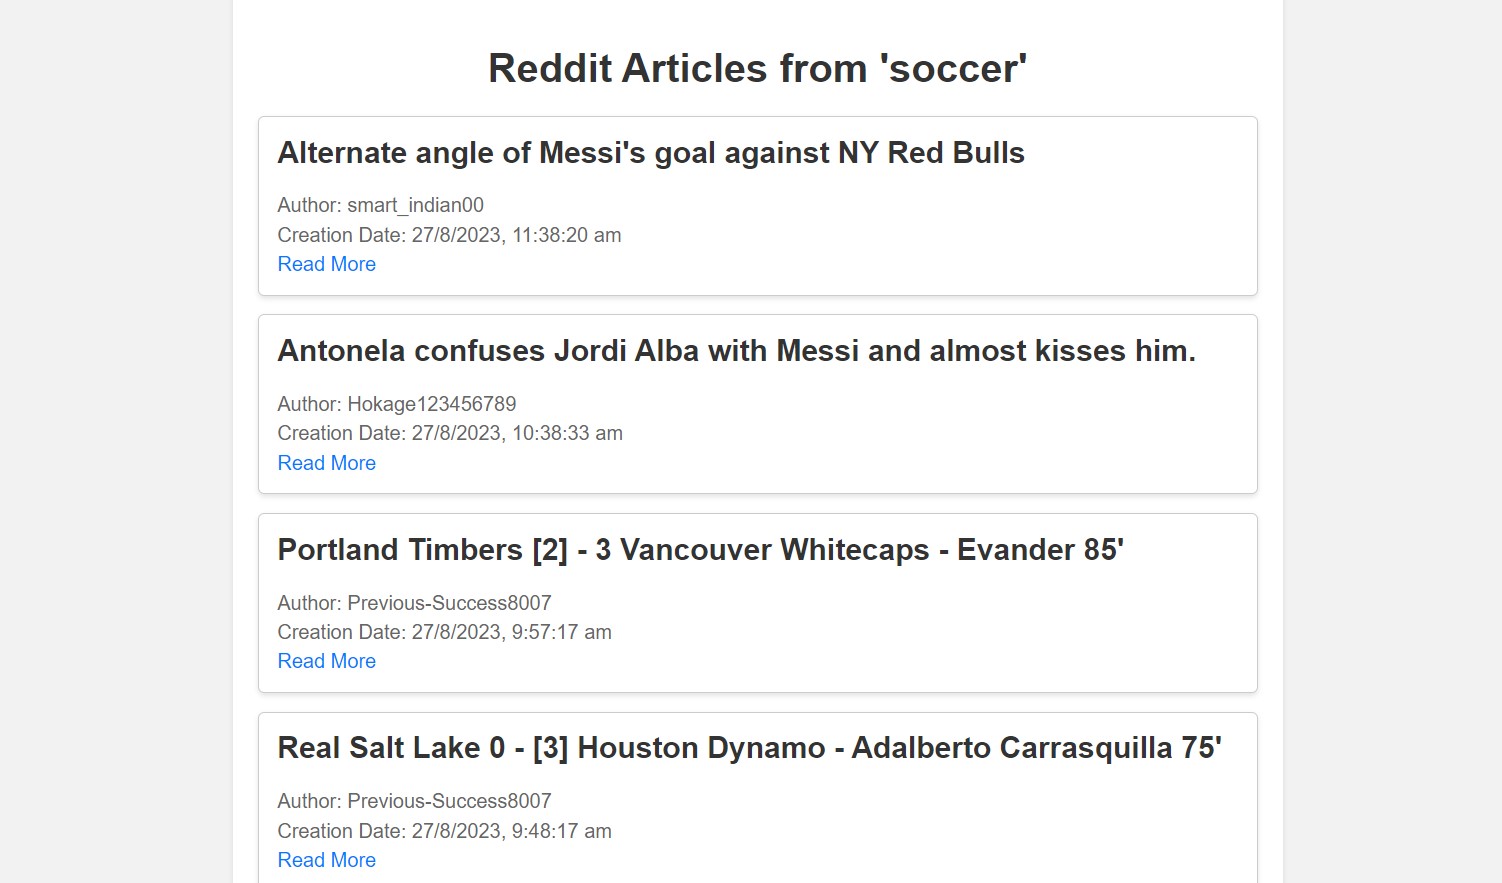 Reddit Articles from 'soccer'
Alternate angle of Messi's goal against NY Red Bulls
Author: smart_indian00
Creation Date: 27/8/2023, 11:38:20 am
Read More
Antonela confuses Jordi Alba with Messi and almost kisses him.
Author: Hokage123456789
Creation Date: 27/8/2023, 10:38:33 am
Read More
Portland Timbers [2] - 3 Vancouver Whitecaps - Evander 85'
Author: Previous-Success8007
Creation Date: 27/8/2023, 9:57:17 am
Read More
Real Salt Lake 0 - [3] Houston Dynamo - Adalberto Carrasquilla 75'
Author: Previous-Success8007
Creation Date: 27/8/2023, 9:48:17 am
Read More